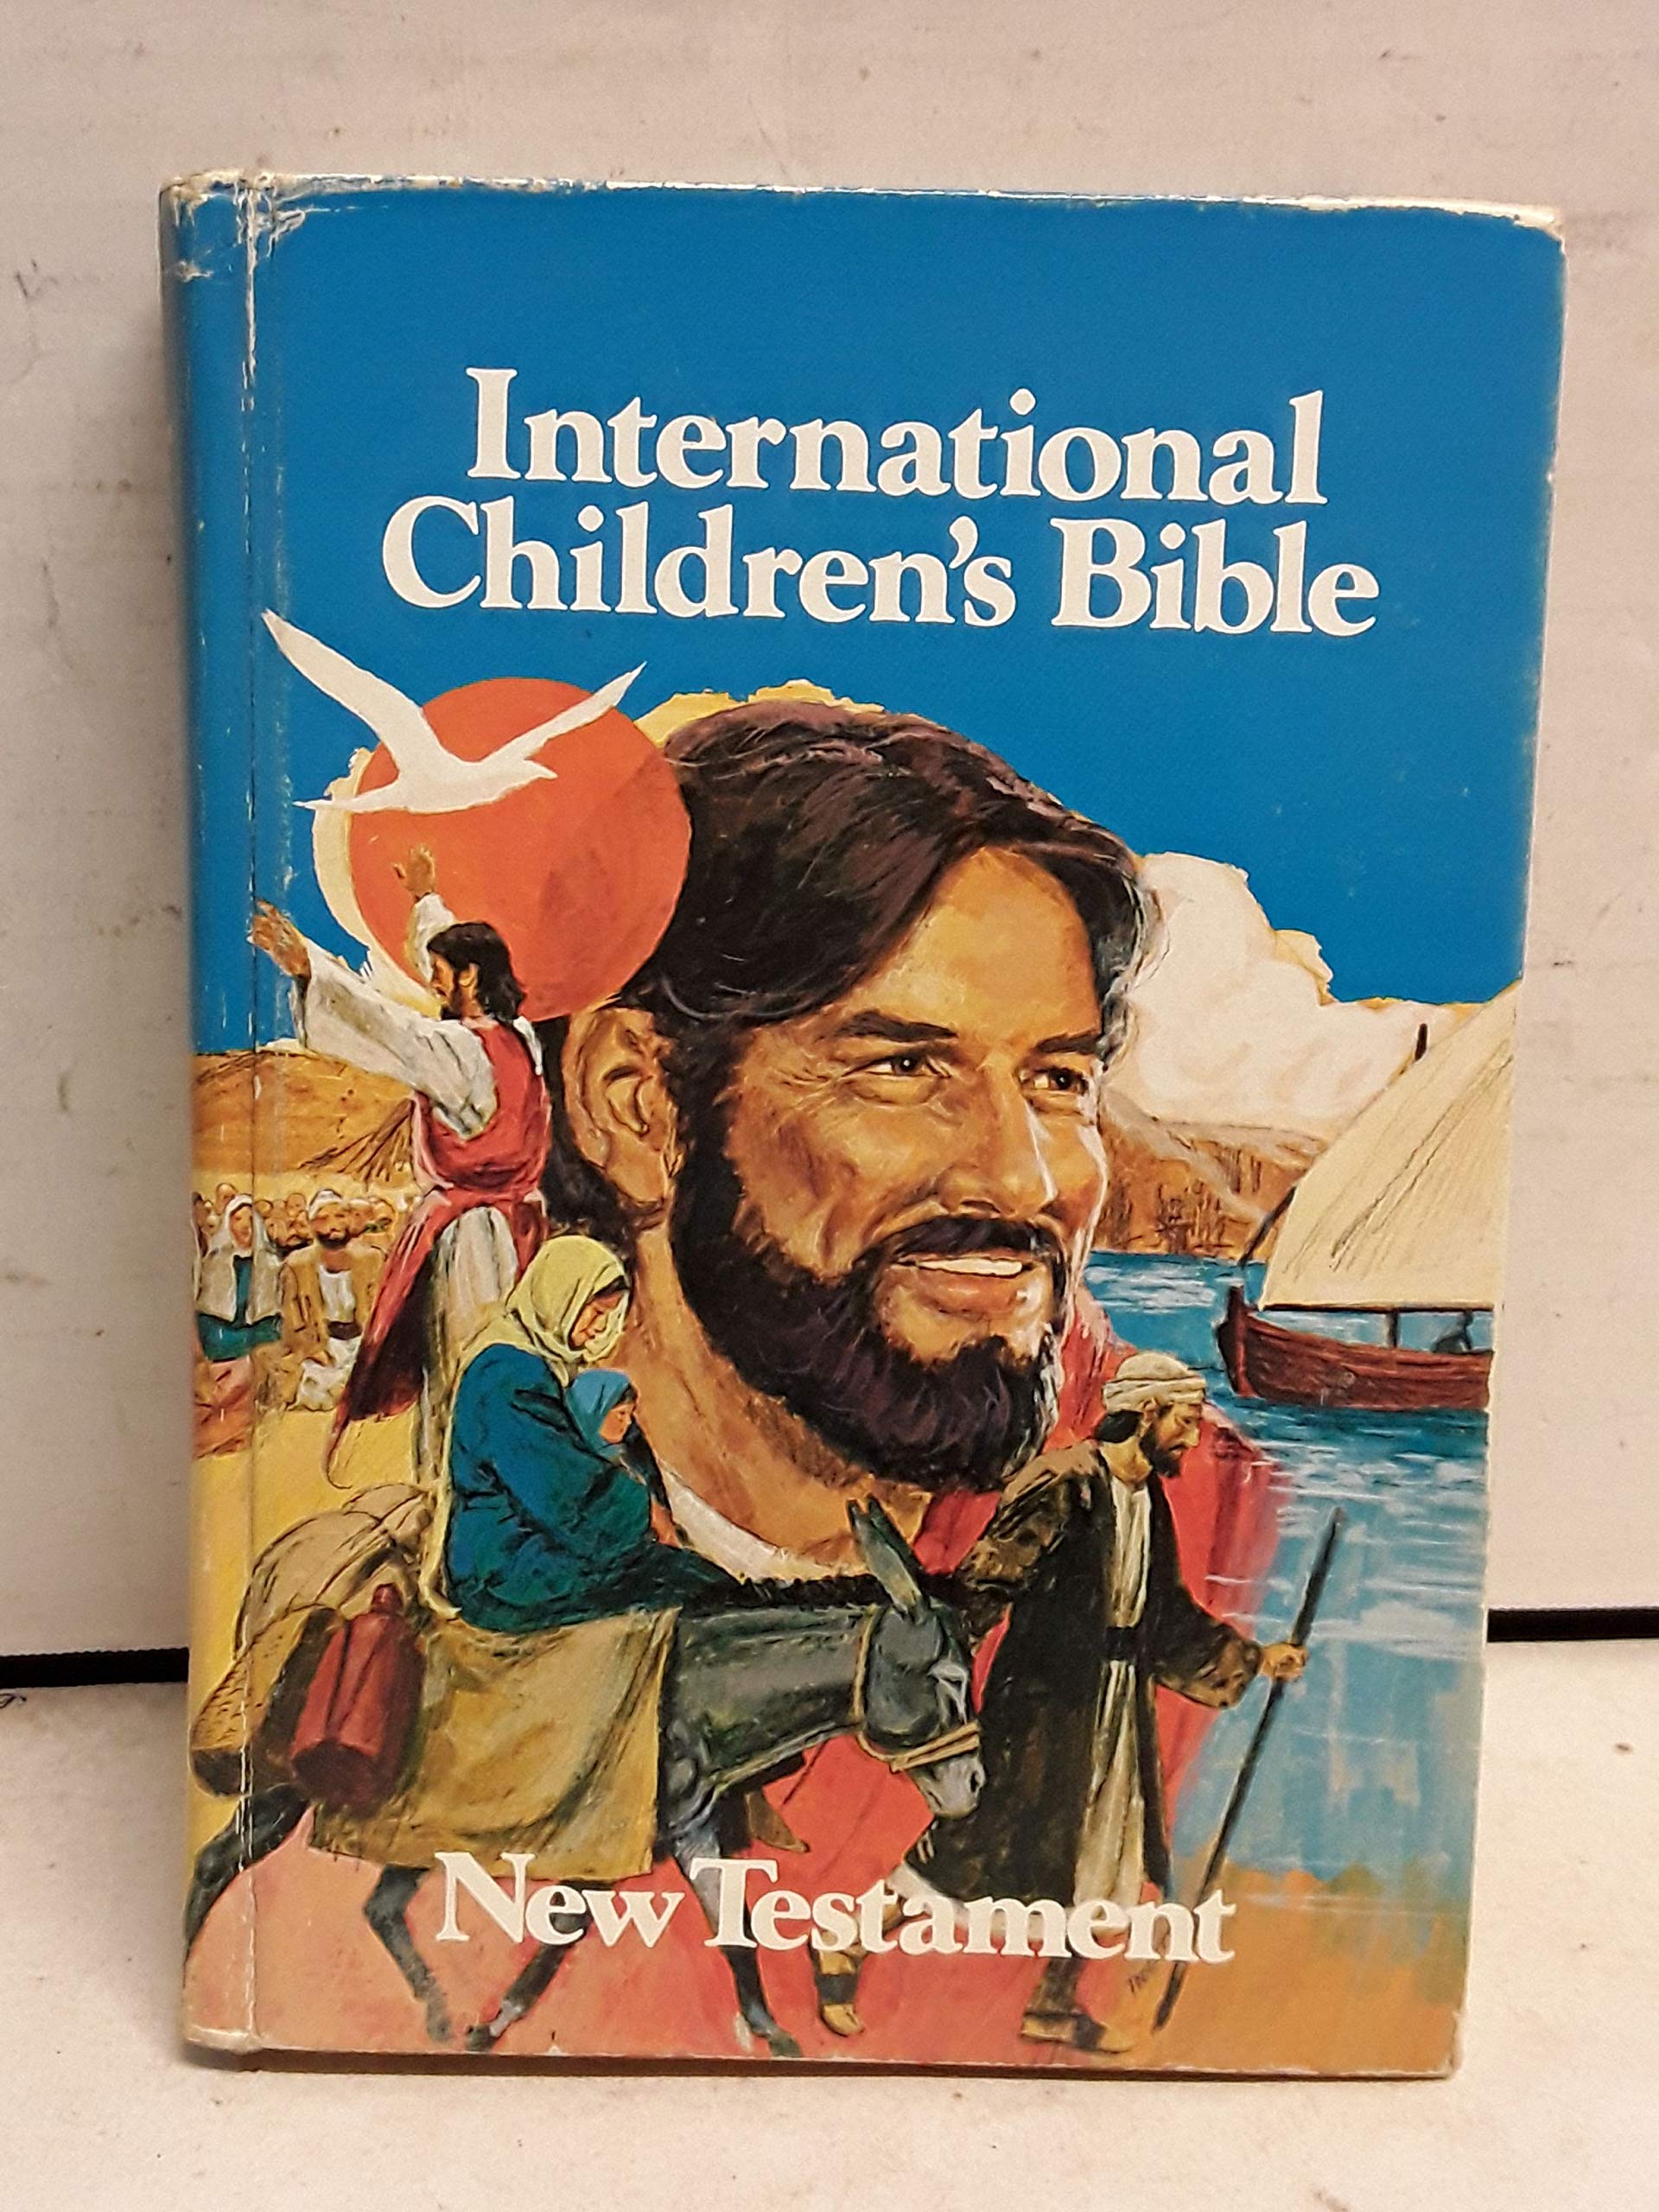 International
Children's Bible
New Testament